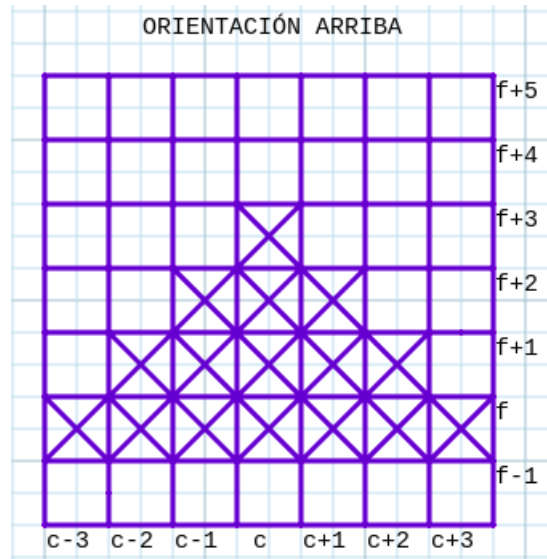 ORIENTACIÓN ARRIBA
f+5
f+4
f+3
f+2
f+1
f
f-1
c-3 c-2 c-1 c c+1 c+2 c+3